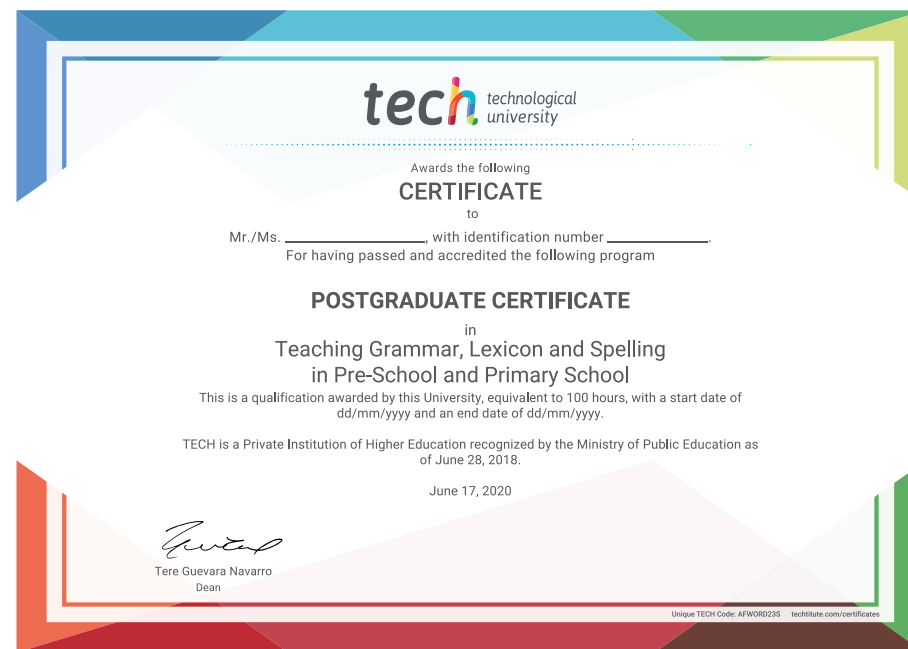 tech technological
university
Awards the following
CERTIFICATE
to
Mr./Ms. ____________________, with identification number ______________.
For having passed and accredited the following program
POSTGRADUATE CERTIFICATE
in
Teaching Grammar, Lexicon and Spelling
in Pre-School and Primary School
This is a qualification awarded by this University, equivalent to 100 hours, with a start date of
dd/mm/yyyy and an end date of dd/mm/yyyy.
TECH is a Private Institution of Higher Education recognized by the Ministry of Public Education as
of June 28, 2018.
June 17, 2020
Tere Guevara Navarro
Dean
Unique TECH Code: AFWORD23S techtitute.com/certificates